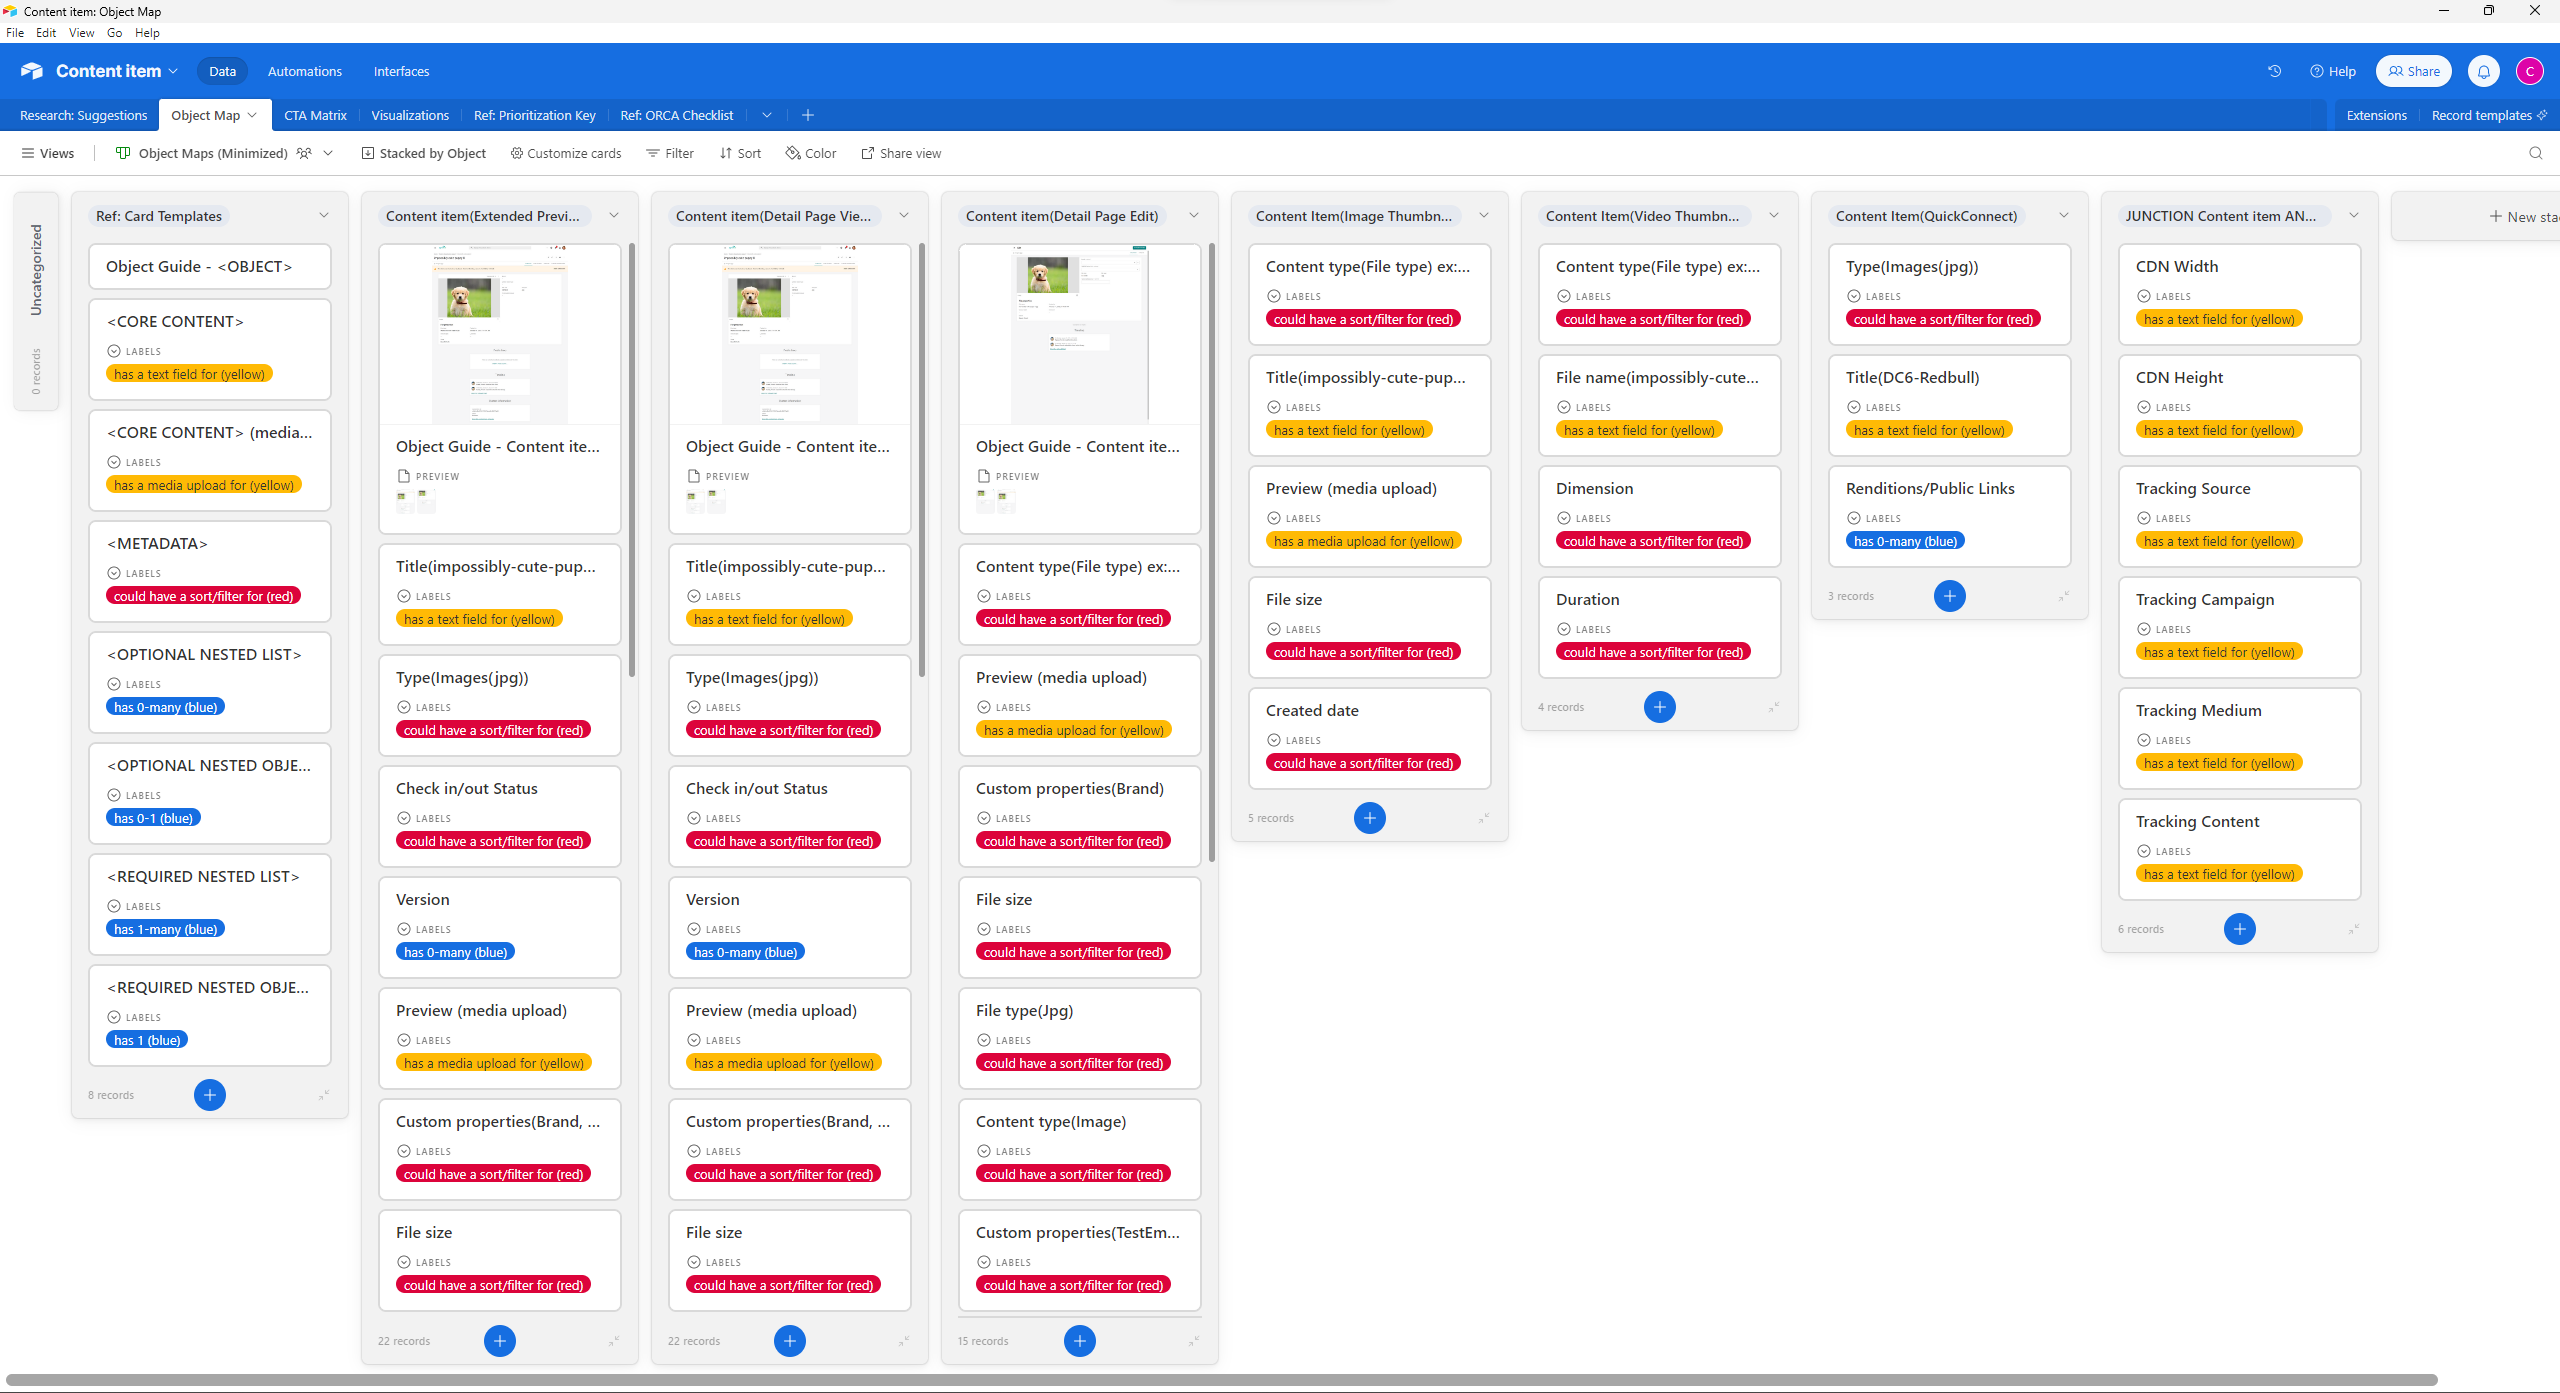 Content item: Object Map
File Edit View Go Help
Content item Data Automations Interfaces Help Share C
Research: Suggestions Object Map CTA Matrix Visualizations Ref: Prioritization Key Ref: ORCA Checklist Extensions Record templates
Views Object Maps (Minimized) Stacked by Object Customize cards Filter Sort Color Share view
Uncategorized
0 records
Ref: Card Templates
Object Guide - <OBJECT>
<CORE CONTENT>
LABELS
has a text field for (yellow)
<CORE CONTENT> (media...
LABELS
has a media upload for (yellow)
<METADATA>
LABELS
could have a sort/filter for (red)
<OPTIONAL NESTED LIST>
LABELS
has 0-many (blue)
<OPTIONAL NESTED OBJE...
LABELS
has 0-1 (blue)
<REQUIRED NESTED LIST>
LABELS
has 1-many (blue)
<REQUIRED NESTED OBJE...
LABELS
has 1 (blue)
8 records
Content item(Extended Previ...
Object Guide - Content ite...
PREVIEW
Title(impossibly-cute-pup...
LABELS
has a text field for (yellow)
Type(Images(jpg))
LABELS
could have a sort/filter for (red)
Check in/out Status
LABELS
could have a sort/filter for (red)
Version
LABELS
has 0-many (blue)
Preview (media upload)
LABELS
has a media upload for (yellow)
Custom properties(Brand, ...
LABELS
could have a sort/filter for (red)
File size
LABELS
could have a sort/filter for (red)
22 records
Content item(Detail Page Vie...
Object Guide - Content ite...
PREVIEW
Title(impossibly-cute-pup...
LABELS
has a text field for (yellow)
Type(Images(jpg))
LABELS
could have a sort/filter for (red)
Check in/out Status
LABELS
could have a sort/filter for (red)
Version
LABELS
has 0-many (blue)
Preview (media upload)
LABELS
has a media upload for (yellow)
Custom properties(Brand, ...
LABELS
could have a sort/filter for (red)
File size
LABELS
could have a sort/filter for (red)
22 records
Content item(Detail Page Edit)
Object Guide - Content ite...
PREVIEW
Content type(File type) ex:...
LABELS
could have a sort/filter for (red)
Preview (media upload)
LABELS
has a media upload for (yellow)
Custom properties(Brand)
LABELS
could have a sort/filter for (red)
File size
LABELS
could have a sort/filter for (red)
File type(Jpg)
LABELS
could have a sort/filter for (red)
Content type(Image)
LABELS
could have a sort/filter for (red)
Custom properties(TestEm...
LABELS
could have a sort/filter for (red)
15 records
Content Item(Image Thumbn...
Content type(File type) ex:...
LABELS
could have a sort/filter for (red)
Title(impossibly-cute-pup...
LABELS
has a text field for (yellow)
Preview (media upload)
LABELS
has a media upload for (yellow)
File size
LABELS
could have a sort/filter for (red)
Created date
LABELS
could have a sort/filter for (red)
5 records
Content Item(Video Thumbn...
Content type(File type) ex:...
LABELS
could have a sort/filter for (red)
File name(impossibly-cute...
LABELS
has a text field for (yellow)
Dimension
LABELS
could have a sort/filter for (red)
Duration
LABELS
could have a sort/filter for (red)
4 records
Content Item(QuickConnect)
Type(Images(jpg))
LABELS
could have a sort/filter for (red)
Title(DC6-Redbull)
LABELS
has a text field for (yellow)
Renditions/Public Links
LABELS
has 0-many (blue)
3 records
JUNCTION Content item AN...
CDN Width
LABELS
has a text field for (yellow)
CDN Height
LABELS
has a text field for (yellow)
Tracking Source
LABELS
has a text field for (yellow)
Tracking Campaign
LABELS
has a text field for (yellow)
Tracking Medium
LABELS
has a text field for (yellow)
Tracking Content
LABELS
has a text field for (yellow)
6 records
New sta